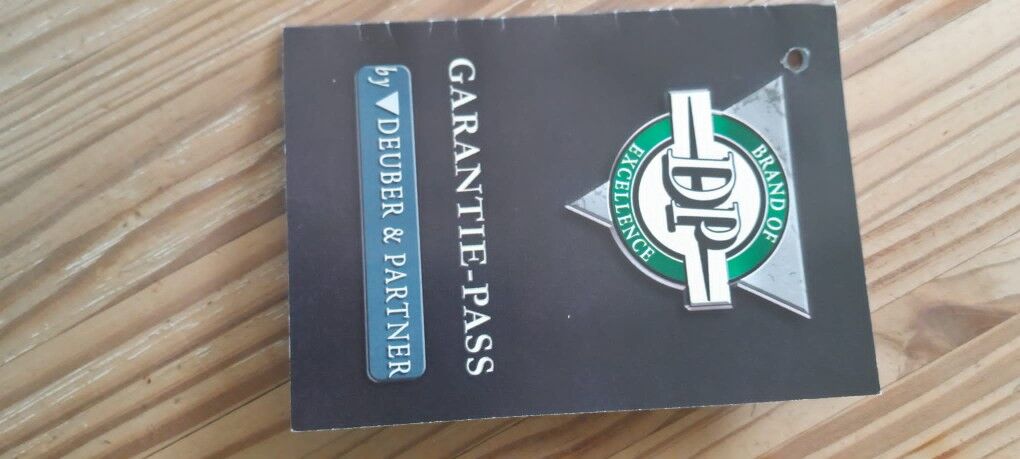 BRAND OF
DP
EXCELLENCE
GARANTIE-PASS
by DEUBER & PARTNER